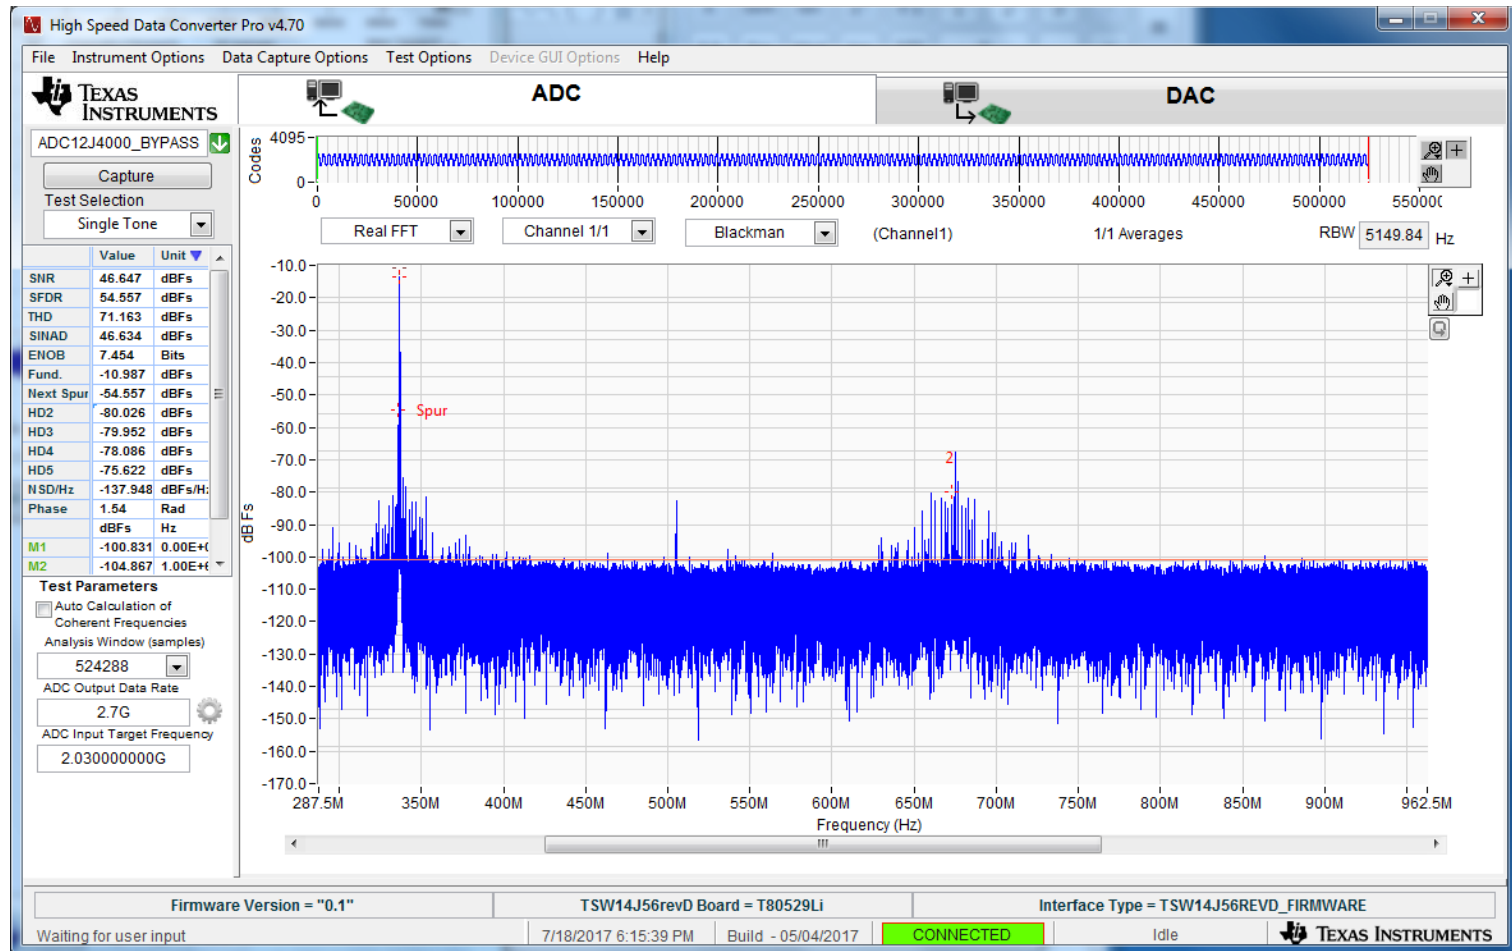 High Speed Data Converter Pro v4.70
File Instrument Options Data Capture Options Test Options Device GUI Options Help
TEXAS INSTRUMENTS
ADC
DAC
ADC12J4000_BYPASS
Capture
Test Selection
Single Tone
Value Unit
SNR 46.647 dBFs
SFDR 54.557 dBFs
THD 71.163 dBFs
SINAD 46.634 dBFs
ENOB 7.454 Bits
Fund. -10.987 dBFs
Next Spur -54.557 dBFs
HD2 -80.026 dBFs
HD3 -79.952 dBFs
HD4 -78.086 dBFs
HD5 -75.622 dBFs
NSD/Hz -137.948 dBFs/H
Phase 1.54 Rad
dBFs Hz
M1 -100.831 0.00E+
M2 -104.867 1.00E+
Test Parameters
Auto Calculation of
Coherent Frequencies
Analysis Window (samples)
524288
ADC Output Data Rate
2.7G
ADC Input Target Frequency
2.030000000G
Codes
4095
0
0 50000 100000 150000 200000 250000 300000 350000 400000 450000 500000 55000
Real FFT Channel 1/1 Blackman (Channel1) 1/1 Averages RBW 5149.84 Hz
dBFs
-10.0
-20.0
-30.0
-40.0
-50.0
-60.0
-70.0
-80.0
-90.0
-100.0
-110.0
-120.0
-130.0
-140.0
-150.0
-160.0
-170.0
Spur
2
287.5M 350M 400M 450M 500M 550M 600M 650M 700M 750M 800M 850M 900M 962.5M
Frequency (Hz)
Firmware Version = "0.1" TSW14J56revD Board = T80529Li Interface Type = TSW14J56REVD_FIRMWARE
Waiting for user input 7/18/2017 6:15:39 PM Build - 05/04/2017 CONNECTED Idle TEXAS INSTRUMENTS